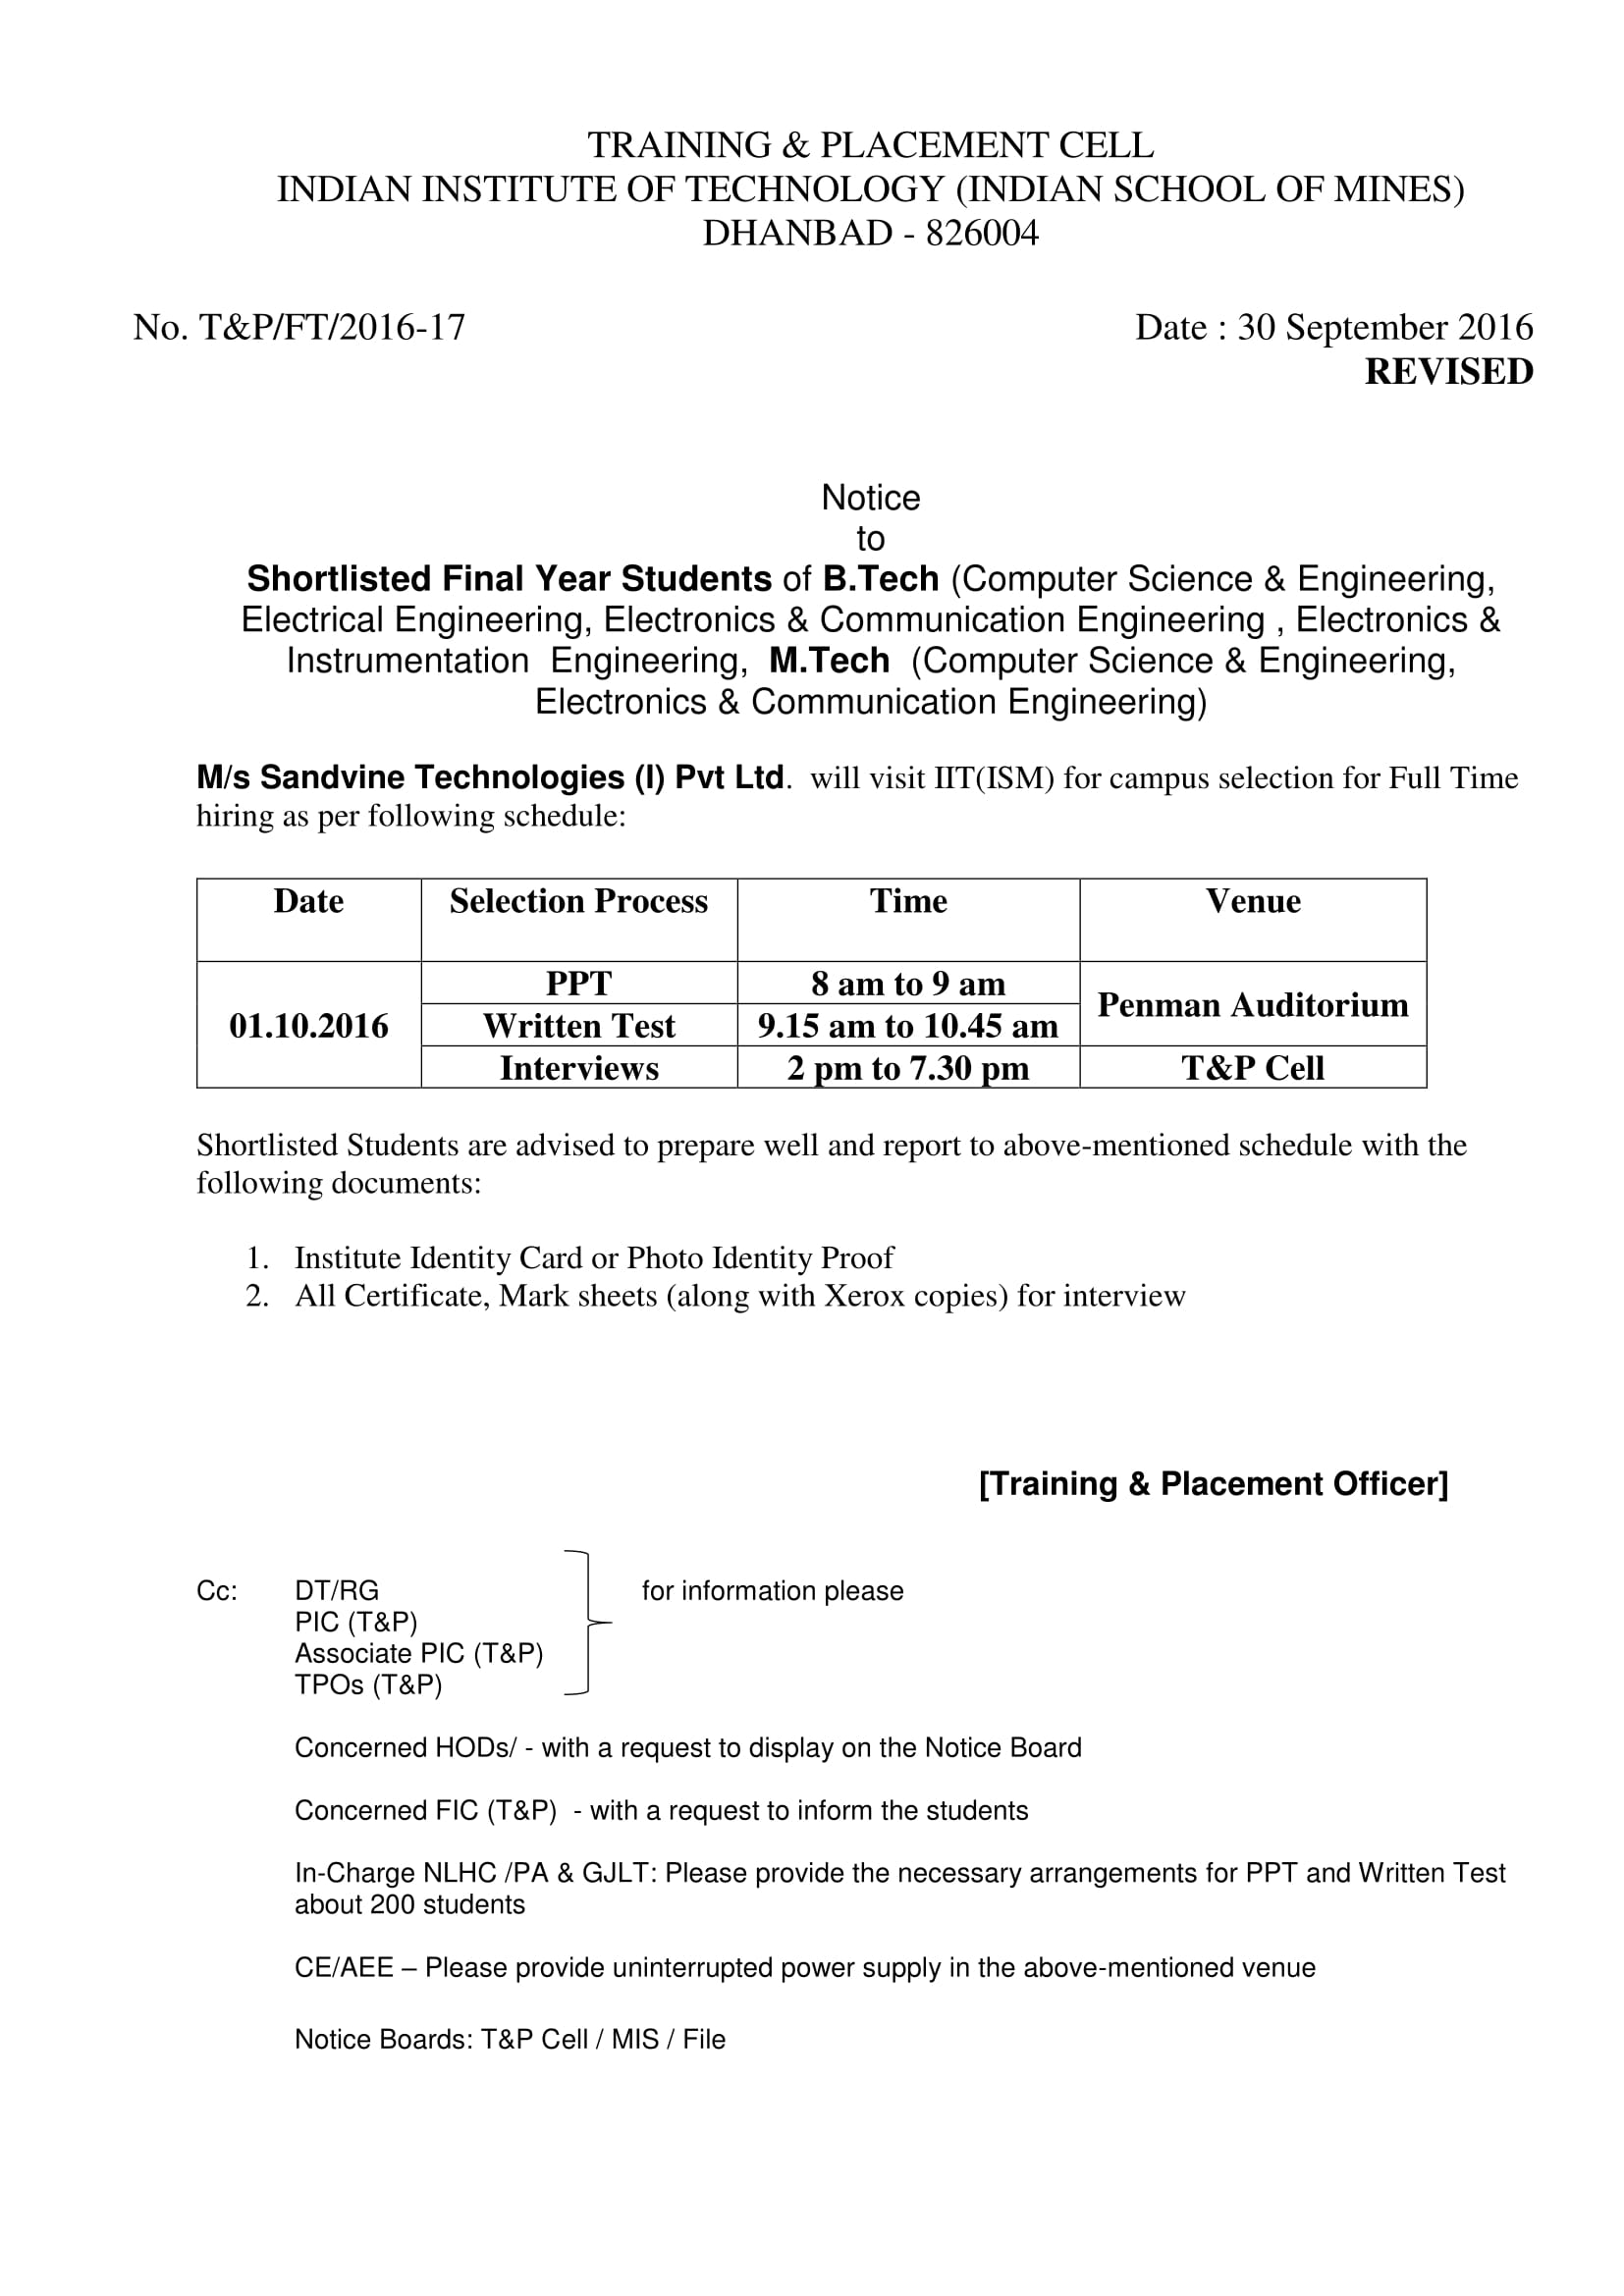 TRAINING & PLACEMENT CELL
INDIAN INSTITUTE OF TECHNOLOGY (INDIAN SCHOOL OF MINES)
DHANBAD - 826004
No. T&P/FT/2016-17 Date : 30 September 2016
REVISED
Notice
to
Shortlisted Final Year Students of B.Tech (Computer Science & Engineering,
Electrical Engineering, Electronics & Communication Engineering , Electronics &
Instrumentation Engineering, M.Tech (Computer Science & Engineering,
Electronics & Communication Engineering)
M/s Sandvine Technologies (I) Pvt Ltd. will visit IIT(ISM) for campus selection for Full Time
hiring as per following schedule:
Date Selection Process Time Venue
PPT 8 am to 9 am Penman Auditorium
01.10.2016 Written Test 9.15 am to 10.45 am
Interviews 2 pm to 7.30 pm T&P Cell
Shortlisted Students are advised to prepare well and report to above-mentioned schedule with the
following documents:
1. Institute Identity Card or Photo Identity Proof
2. All Certificate, Mark sheets (along with Xerox copies) for interview
[Training & Placement Officer]
Cc: DT/RG for information please
PIC (T&P)
Associate PIC (T&P)
TPOs (T&P)
Concerned HODs/ - with a request to display on the Notice Board
Concerned FIC (T&P) - with a request to inform the students
In-Charge NLHC /PA & GJLT: Please provide the necessary arrangements for PPT and Written Test
about 200 students
CE/AEE – Please provide uninterrupted power supply in the above-mentioned venue
Notice Boards: T&P Cell / MIS / File